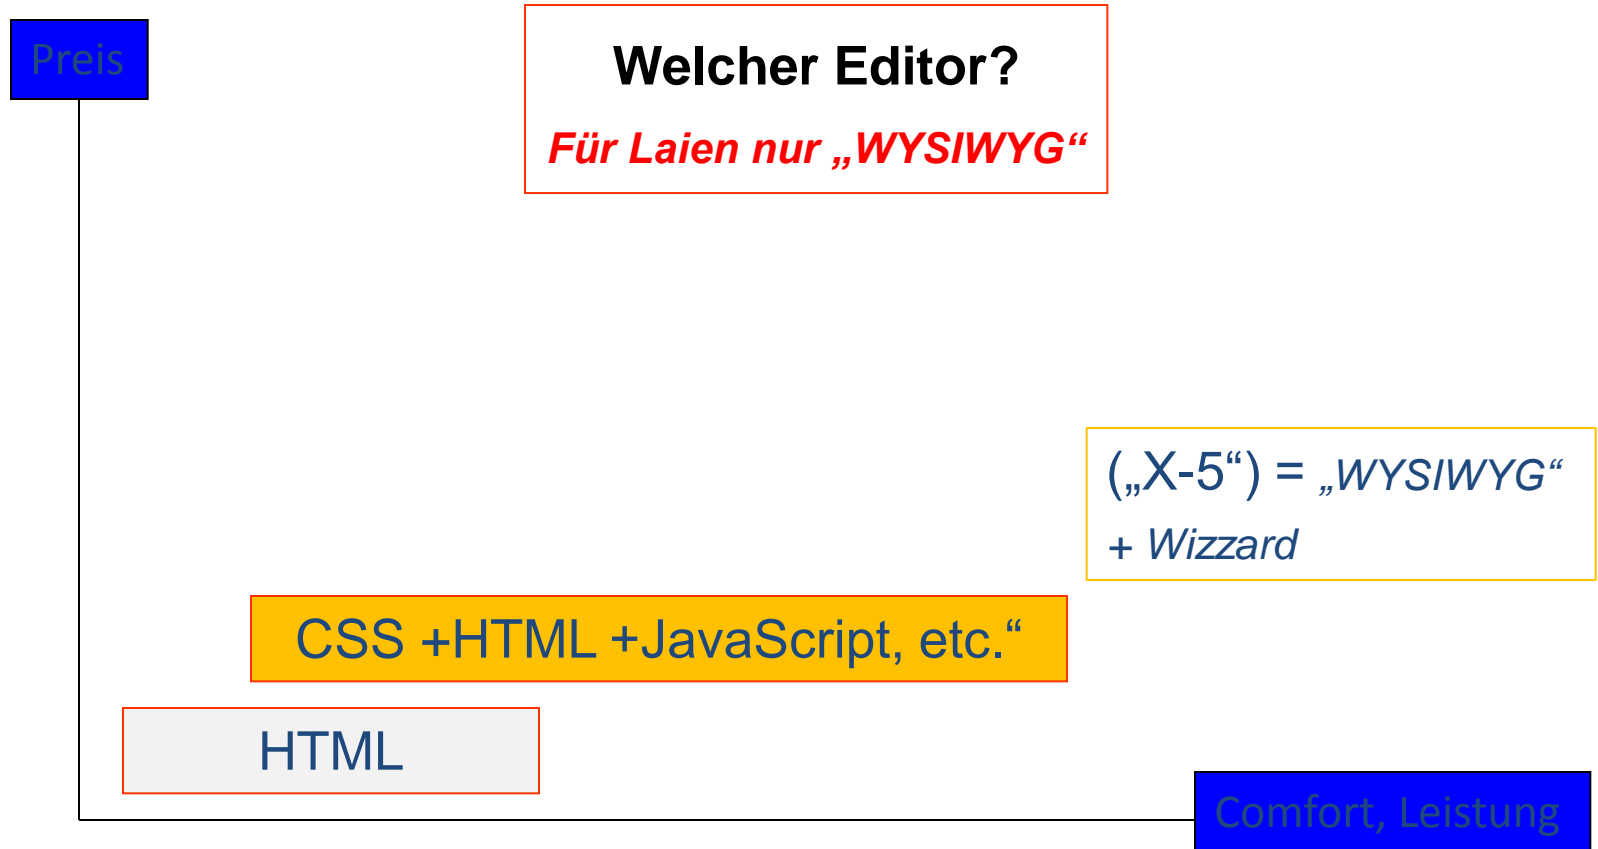 Preis
Welcher Editor?
Für Laien nur „WYSIWYG“
(„X-5“) = „WYSIWYG“
+ Wizzard
CSS +HTML +JavaScript, etc.“
HTML
Comfort, Leistung